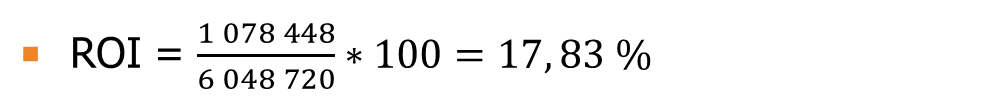 ROI = 1 078 448 / 6 048 720 * 100 = 17,83 %